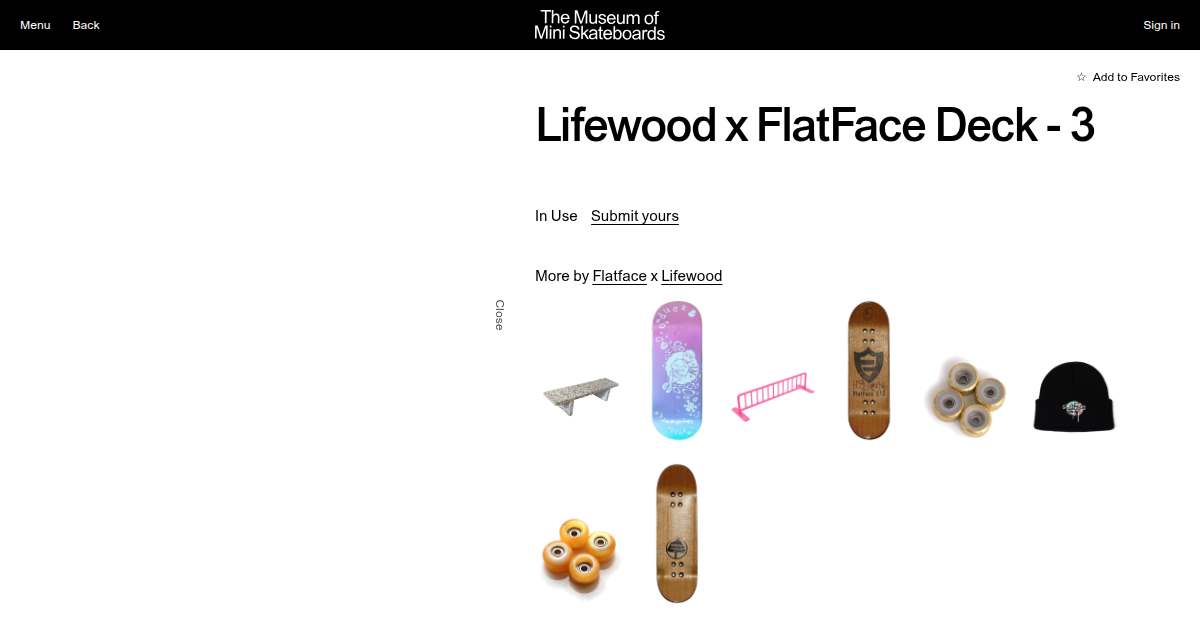 Menu
Back
The Museum of
Mini Skateboards
Sign in
☆ Add to Favorites
Lifewood x FlatFace Deck - 3
In Use Submit yours
More by Flatface x Lifewood
Close